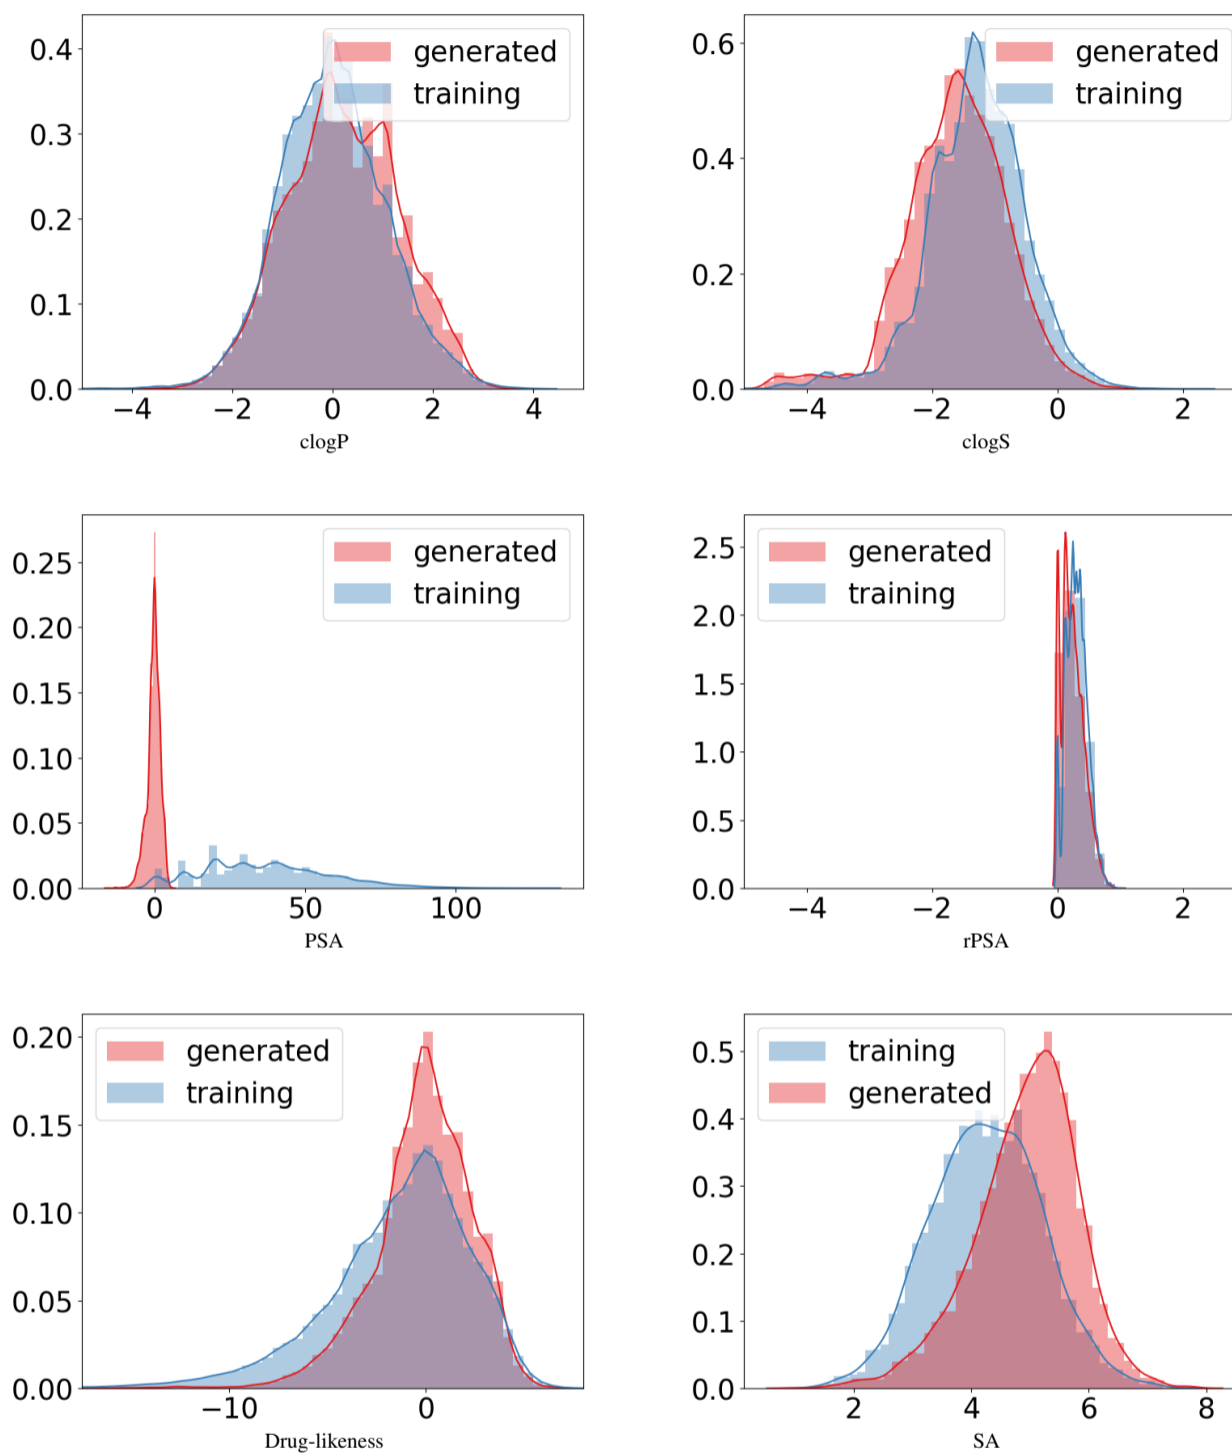 0.4
0.3
0.2
0.1
0.0
generated
training
−4 −2 0 2 4
clogP
0.6
0.4
0.2
0.0
generated
training
−4 −2 0 2
clogS
0.25
0.20
0.15
0.10
0.05
0.00
generated
training
0 50 100
PSA
2.5
2.0
1.5
1.0
0.5
0.0
generated
training
−4 −2 0 2
rPSA
0.20
0.15
0.10
0.05
0.00
generated
training
−10 0
Drug-likeness
0.5
0.4
0.3
0.2
0.1
0.0
training
generated
2 4 6 8
SA